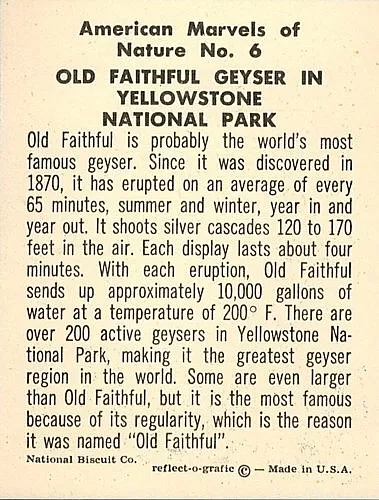 American Marvels of
Nature No. 6
OLD FAITHFUL GEYSER IN
YELLOWSTONE
NATIONAL PARK
Old Faithful is probably the world's most
famous geyser. Since it was discovered in
1870, it has erupted on an average of every
65 minutes, summer and winter, year in and
year out. It shoots silver cascades 120 to 170
feet in the air. Each display lasts about four
minutes. With each eruption, Old Faithful
sends up approximately 10,000 gallons of
water at a temperature of 200° F. There are
over 200 active geysers in Yellowstone Na-
tional Park, making it the greatest geyser
region in the world. Some are even larger
than Old Faithful, but it is the most famous
because of its regularity, which is the reason
it was named "Old Faithful".
National Biscuit Co.
reflect-o-grafic © — Made in U.S.A.